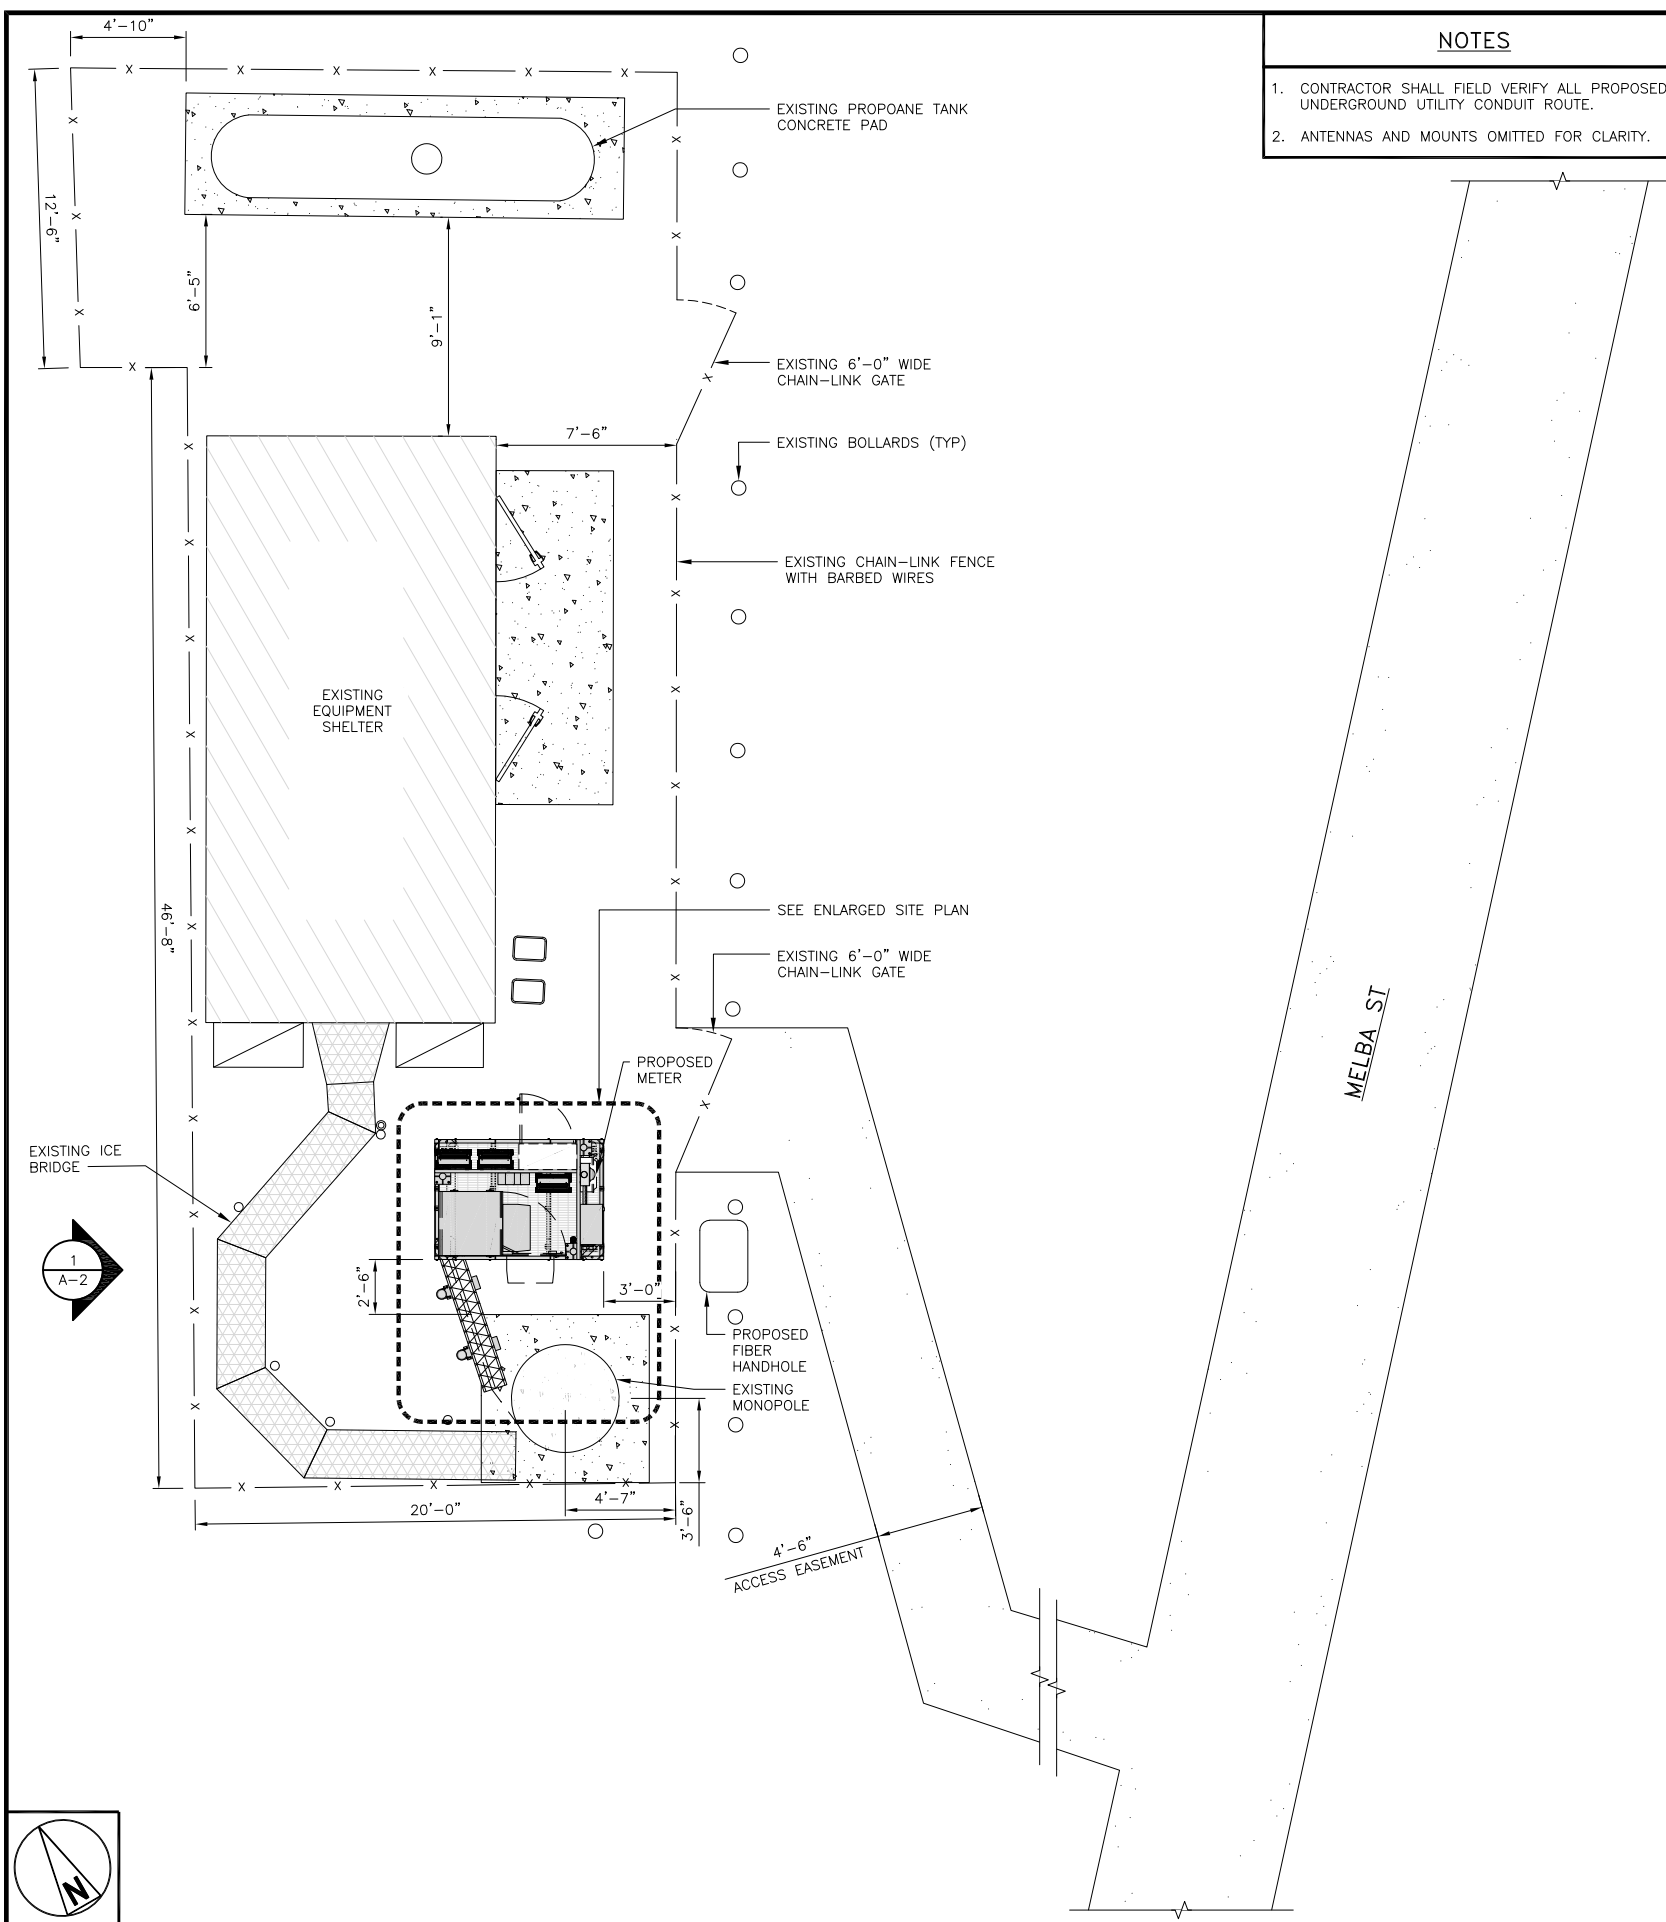 4'-10"
NOTES
1. CONTRACTOR SHALL FIELD VERIFY ALL PROPOSED
UNDERGROUND UTILITY CONDUIT ROUTE.
2. ANTENNAS AND MOUNTS OMITTED FOR CLARITY.
EXISTING PROPOANE TANK
CONCRETE PAD
12'-6"
6'-5"
9'-1"
EXISTING 6'-0" WIDE
CHAIN-LINK GATE
7'-6"
EXISTING BOLLARDS (TYP)
EXISTING CHAIN-LINK FENCE
WITH BARBED WIRES
EXISTING
EQUIPMENT
SHELTER
46'-8"
SEE ENLARGED SITE PLAN
EXISTING 6'-0" WIDE
CHAIN-LINK GATE
MELBA ST
PROPOSED
METER
EXISTING ICE
BRIDGE
1
A-2
2'-6"
3'-0"
PROPOSED
FIBER
HANDHOLE
EXISTING
MONOPOLE
20'-0"
4'-7"
3'-6"
4'-6"
ACCESS EASEMENT
N